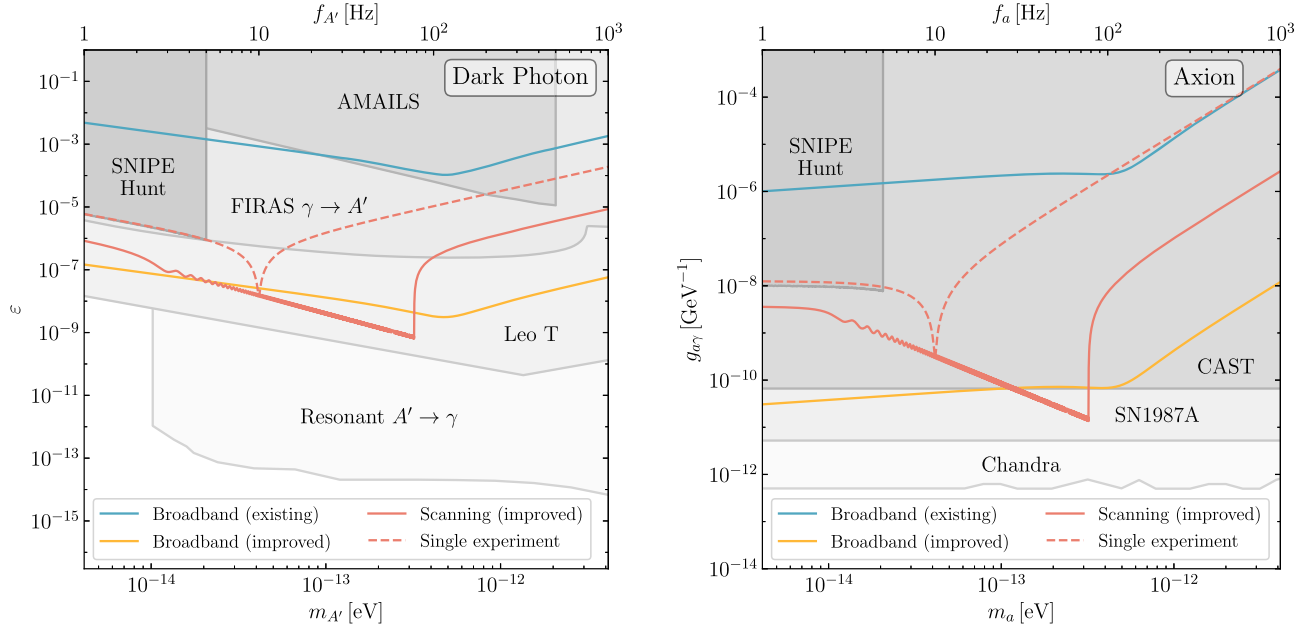 f_{A′} [Hz]
1 10^1 10^2 10^3
Dark Photon
AMAILS
SNIPE
Hunt
FIRAS γ → A′
Leo T
Resonant A′ → γ
Broadband (existing)
Broadband (improved)
Scanning (improved)
Single experiment
10^{-1}
10^{-3}
10^{-5}
10^{-7}
10^{-9}
10^{-11}
10^{-13}
10^{-15}
ε
10^{-14} 10^{-13} 10^{-12}
m_{A′} [eV]
f_a [Hz]
1 10^1 10^2 10^3
Axion
SNIPE
Hunt
CAST
SN1987A
Chandra
Broadband (existing)
Broadband (improved)
Scanning (improved)
Single experiment
10^{-4}
10^{-6}
10^{-8}
10^{-10}
10^{-12}
10^{-14}
g_{aγ} [GeV^{-1}]
10^{-14} 10^{-13} 10^{-12}
m_a [eV]